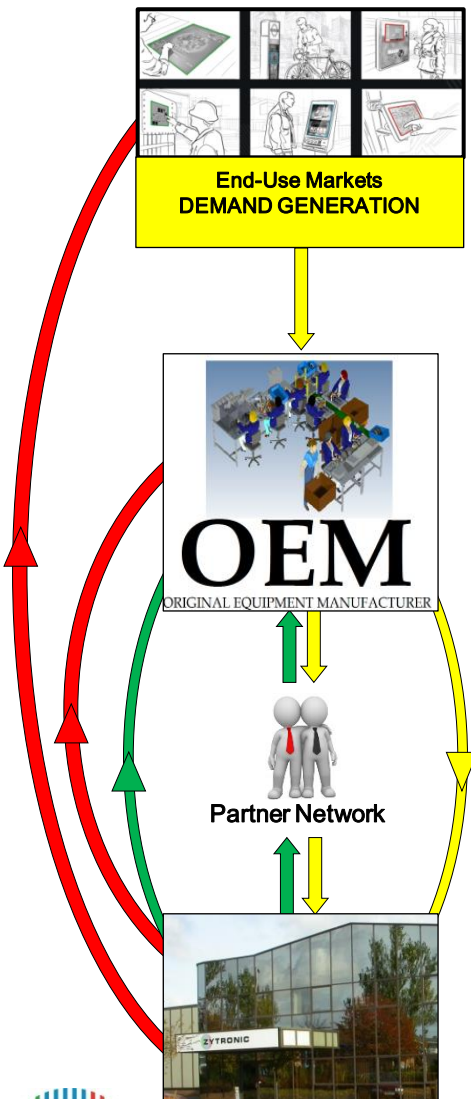 End-Use Markets
DEMAND GENERATION
OEM
ORIGINAL EQUIPMENT MANUFACTURER
Partner Network
ZYTRONIC